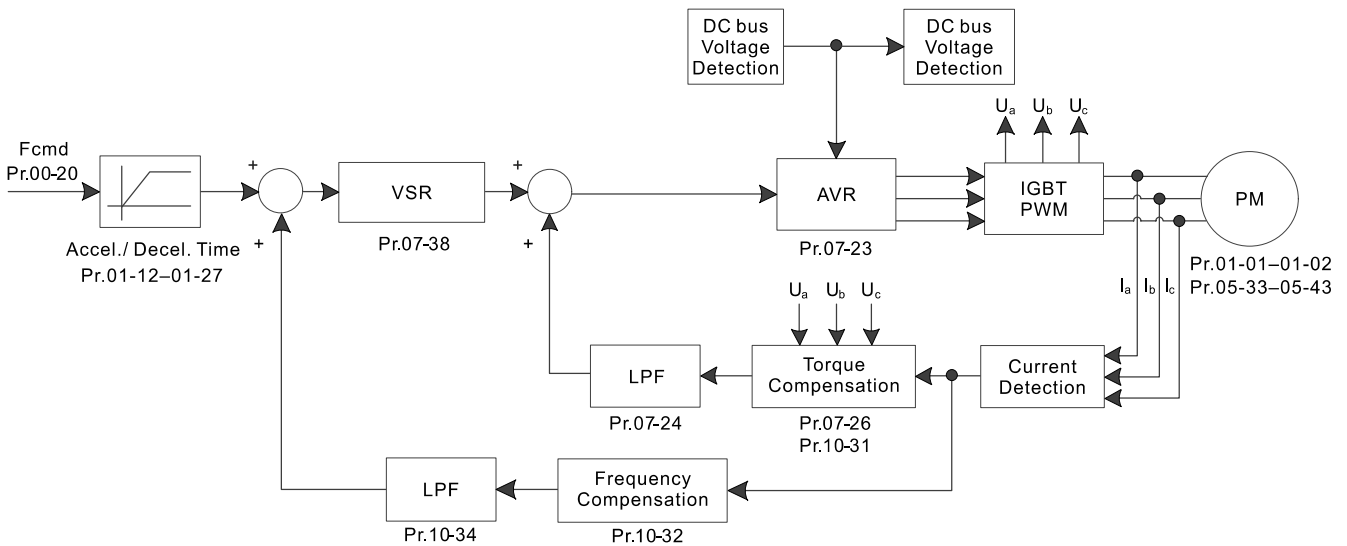 DC bus
Voltage
Detection
DC bus
Voltage
Detection
Ua Ub Uc
Fcmd
Pr.00-20
+
+
VSR
+
+
AVR
IGBT
PWM
PM
Accel./ Decel. Time
Pr.01-12–01-27
Pr.07-38
Pr.07-23
Pr.01-01–01-02
Pr.05-33–05-43
Ia Ib Ic
Ua Ub Uc
LPF
Torque
Compensation
Current
Detection
Pr.07-24
Pr.07-26
Pr.10-31
LPF
Frequency
Compensation
Pr.10-34
Pr.10-32